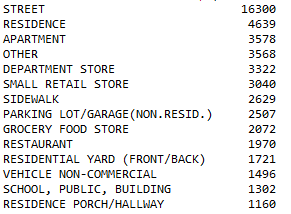 STREET 16300
RESIDENCE 4639
APARTMENT 3578
OTHER 3568
DEPARTMENT STORE 3322
SMALL RETAIL STORE 3040
SIDEWALK 2629
PARKING LOT/GARAGE(NON.RESID.) 2507
GROCERY FOOD STORE 2072
RESTAURANT 1970
RESIDENTIAL YARD (FRONT/BACK) 1721
VEHICLE NON-COMMERCIAL 1496
SCHOOL, PUBLIC, BUILDING 1302
RESIDENCE PORCH/HALLWAY 1160